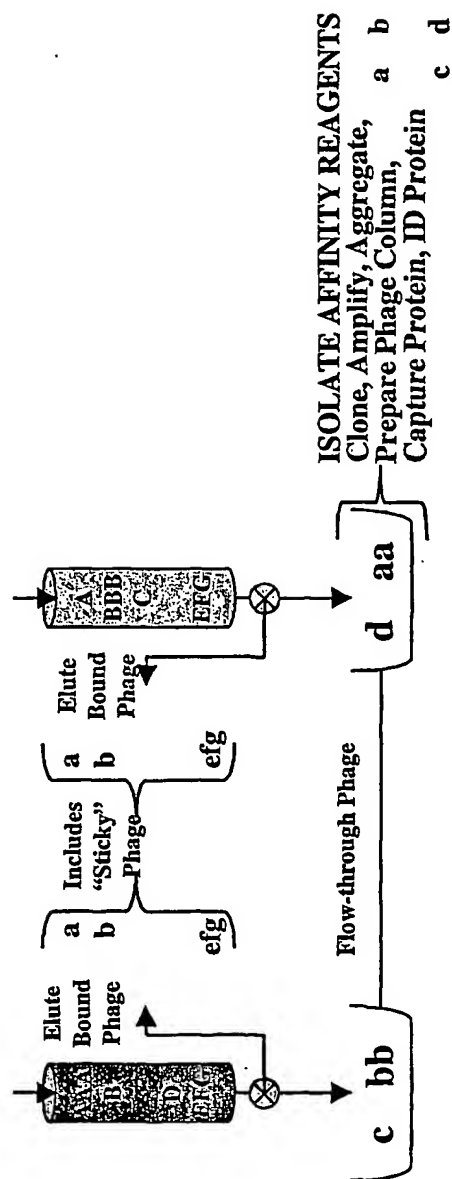 Elute
Bound
Phage
AAA
B
D
EFG
c bb
a
b
efg
Includes
“Sticky”
Phage
a
b
efg
Flow-through Phage
Elute
Bound
Phage
A
BBB
C
EFG
d aa
ISOLATE AFFINITY REAGENTS
Clone, Amplify, Aggregate, a b
Prepare Phage Column,
Capture Protein, ID Protein c d